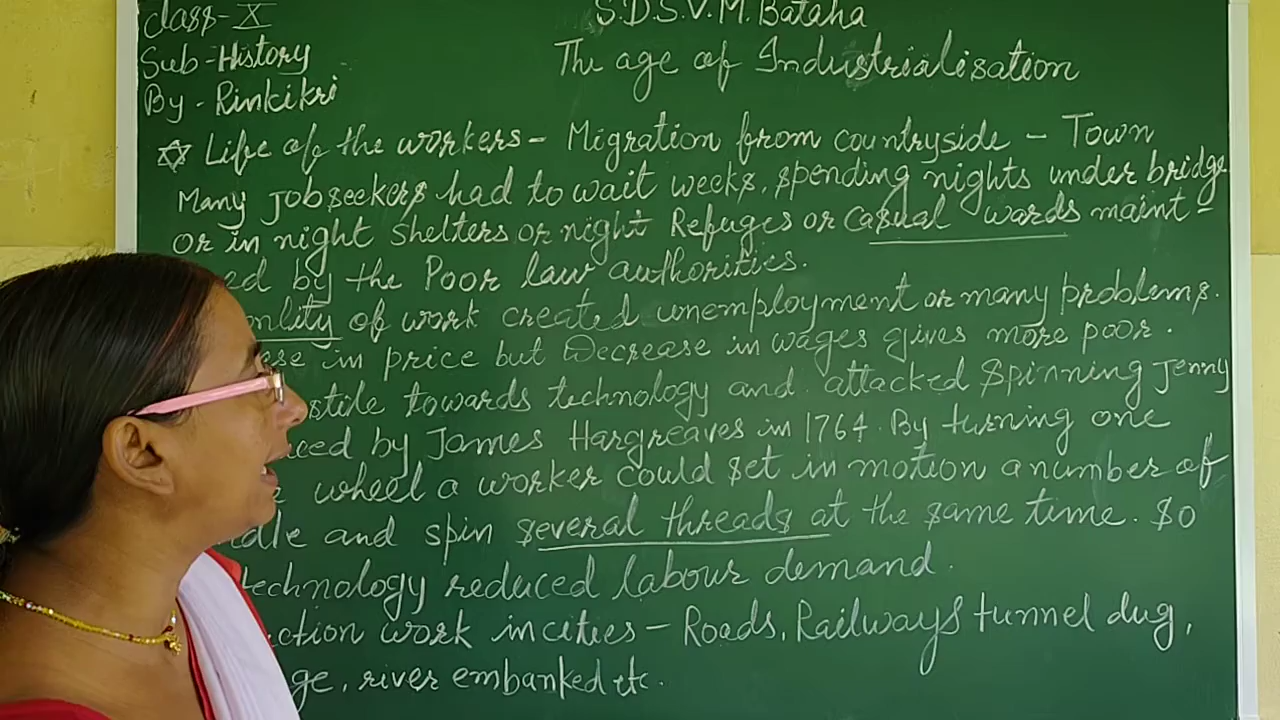 Class-X
S.D.S.V.M. Bataha
Sub-History
The age of Industrialisation
By-Rinkikri
Life of the workers - Migration from countryside - Town
Many jobseekers had to wait weeks, spending nights under bridge
or in night shelters or night Refuges or casual wards maint-
ed by the Poor law authorities.
onlity of work created unemployment or many problems.
ese in price but Decrease in wages gives more poor.
stile towards technology and attacked Spinning Jenny
ced by James Hargreaves in 1764. By turning one
wheel a worker could set in motion a number of
dle and spin several threads at the same time. So
technology reduced labour demand.
ction work in cities - Roads, Railways tunnel dug,
ge, river embanked etc.